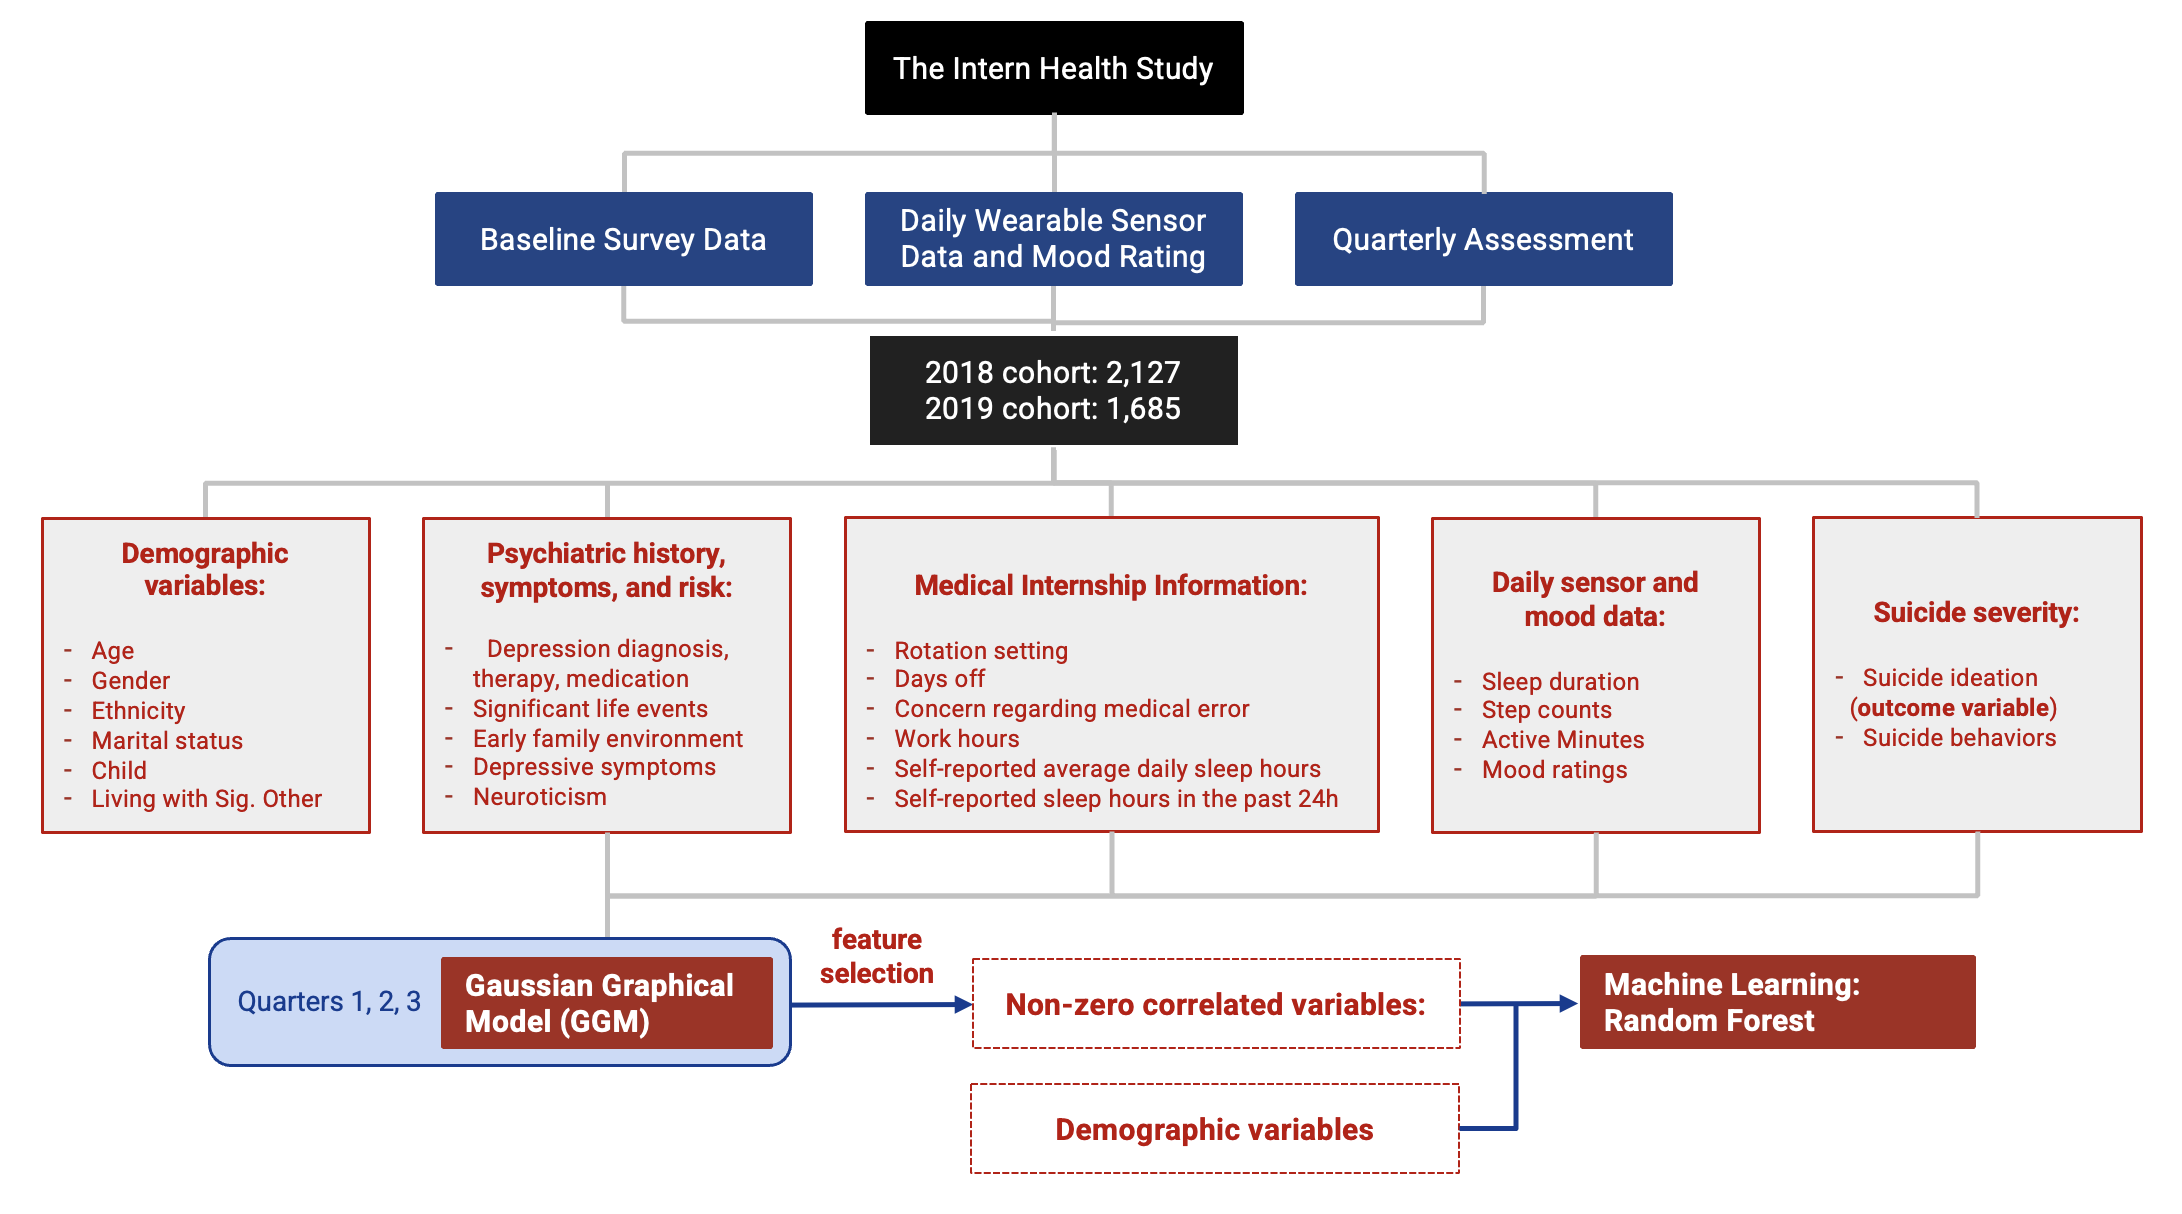 The Intern Health Study
Baseline Survey Data
Daily Wearable Sensor
Data and Mood Rating
Quarterly Assessment
2018 cohort: 2,127
2019 cohort: 1,685
Demographic
variables:
- Age
- Gender
- Ethnicity
- Marital status
- Child
- Living with Sig. Other
Psychiatric history,
symptoms, and risk:
- Depression diagnosis,
therapy, medication
- Significant life events
- Early family environment
- Depressive symptoms
- Neuroticism
Medical Internship Information:
- Rotation setting
- Days off
- Concern regarding medical error
- Work hours
- Self-reported average daily sleep hours
- Self-reported sleep hours in the past 24h
Daily sensor and
mood data:
- Sleep duration
- Step counts
- Active Minutes
- Mood ratings
Suicide severity:
- Suicide ideation
(outcome variable)
- Suicide behaviors
Quarters 1, 2, 3
Gaussian Graphical
Model (GGM)
feature
selection
Non-zero correlated variables:
Machine Learning:
Random Forest
Demographic variables